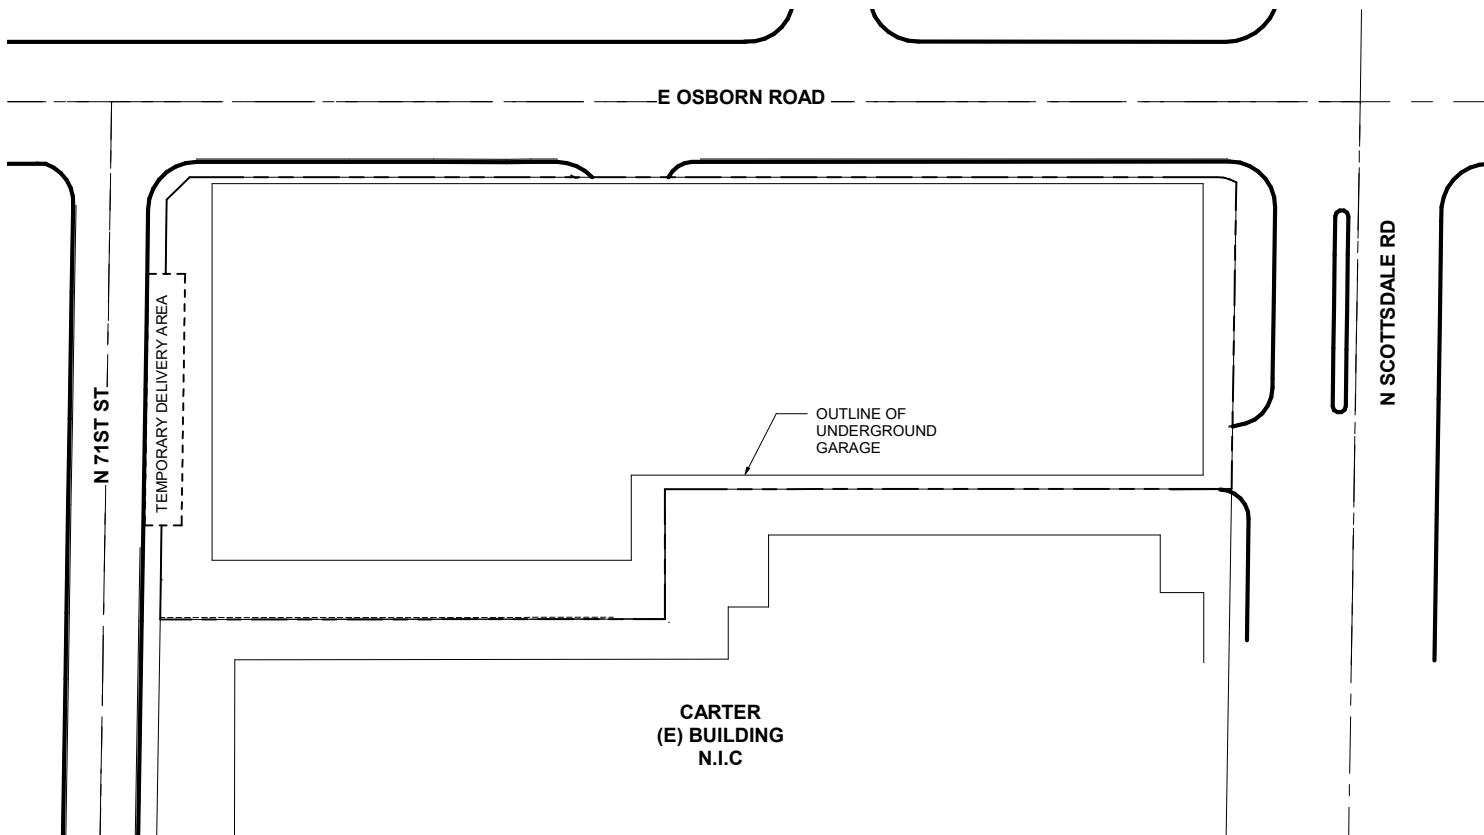 E OSBORN ROAD
N SCOTTSDALE RD
N 71ST ST
TEMPORARY DELIVERY AREA
OUTLINE OF
UNDERGROUND
GARAGE
CARTER
(E) BUILDING
N.I.C